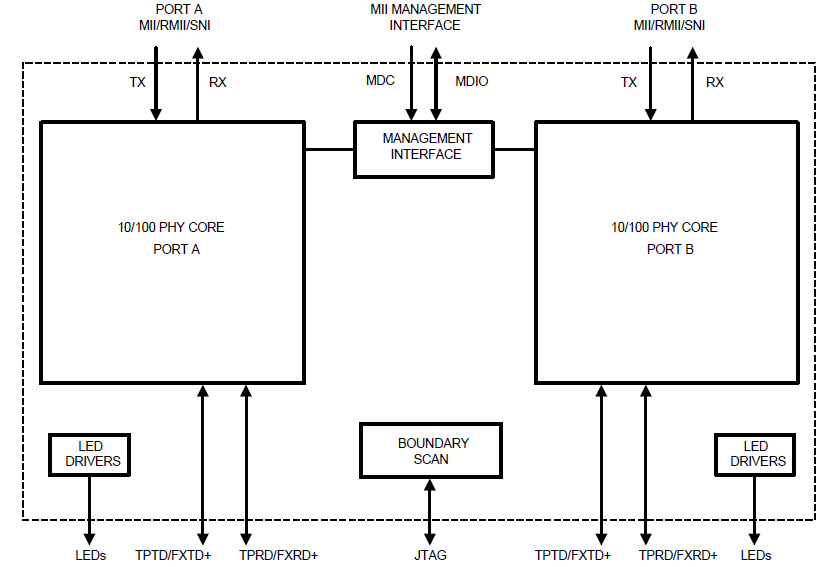 PORT A
MII/RMII/SNI
MII MANAGEMENT
INTERFACE
PORT B
MII/RMII/SNI
TX
RX
MDC
MDIO
TX
RX
MANAGEMENT
INTERFACE
10/100 PHY CORE
PORT A
10/100 PHY CORE
PORT B
LED
DRIVERS
BOUNDARY
SCAN
LED
DRIVERS
LEDs
TPTD/FXTD+
TPRD/FXRD+
JTAG
TPTD/FXTD+
TPRD/FXRD+
LEDs